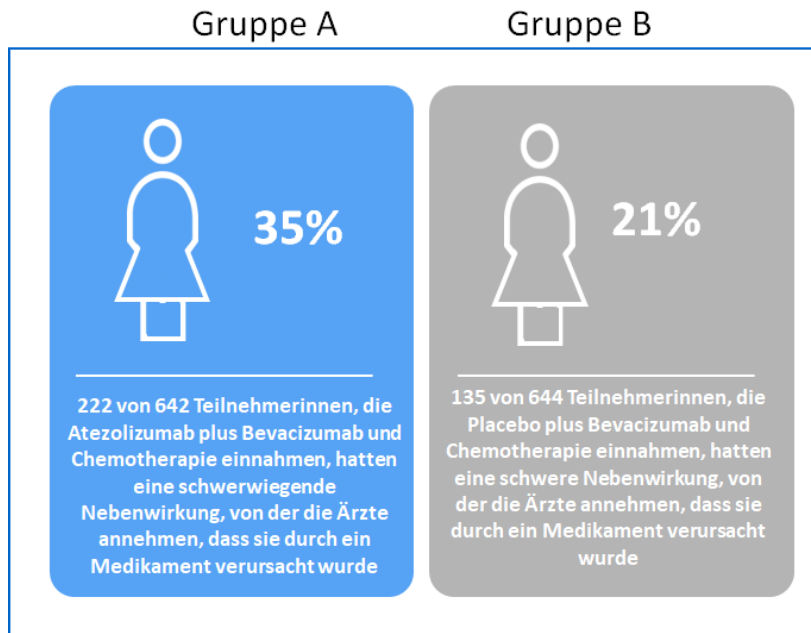 Gruppe A
Gruppe B
35%
222 von 642 Teilnehmerinnen, die
Atezolizumab plus Bevacizumab und
Chemotherapie einnahmen, hatten
eine schwerwiegende
Nebenwirkung, von der die Ärzte
annehmen, dass sie durch ein
Medikament verursacht wurde
21%
135 von 644 Teilnehmerinnen, die
Placebo plus Bevacizumab und
Chemotherapie einnahmen, hatten
eine schwere Nebenwirkung, von
der die Ärzte annehmen, dass sie
durch ein Medikament verursacht
wurde